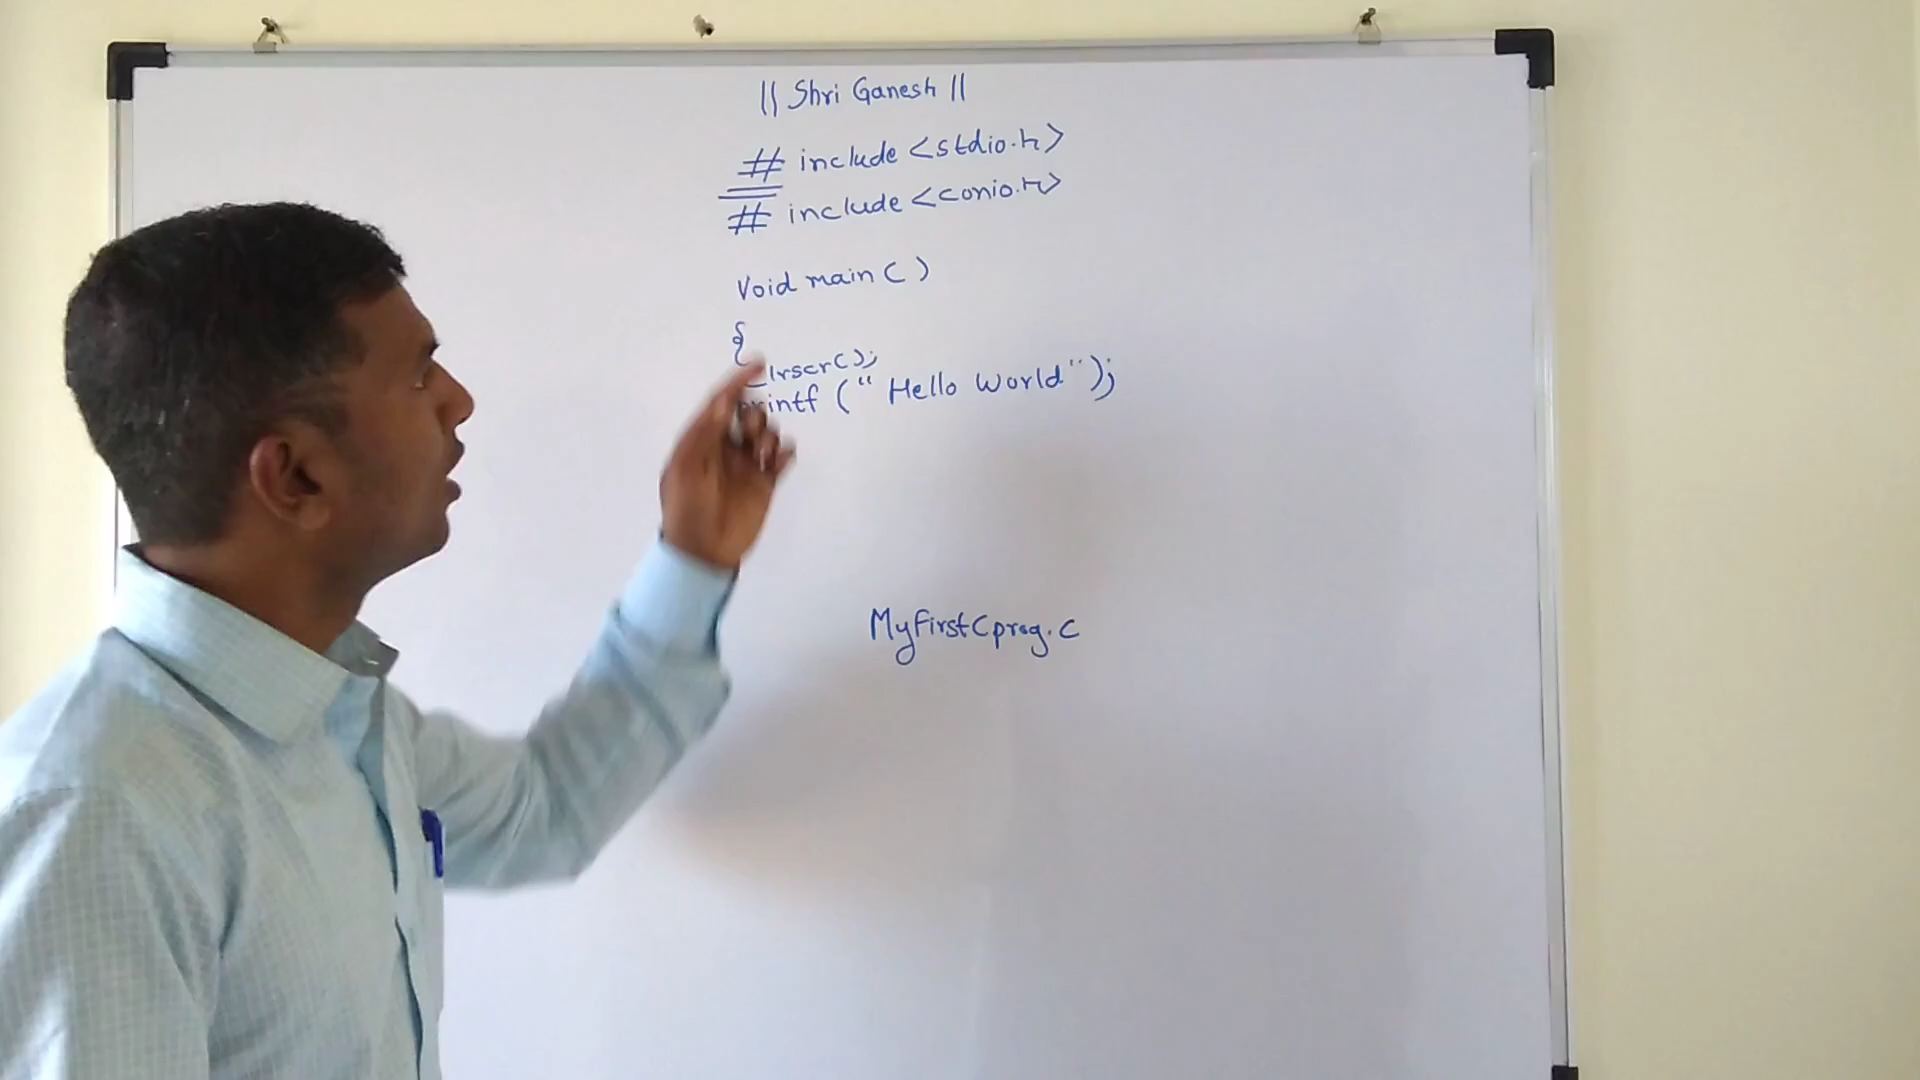 || Shri Ganesh ||
# include <stdio.h>
# include <conio.h>
Void main ( )
{
clrscr();
printf (" Hello World");
MyFirstCprog.c